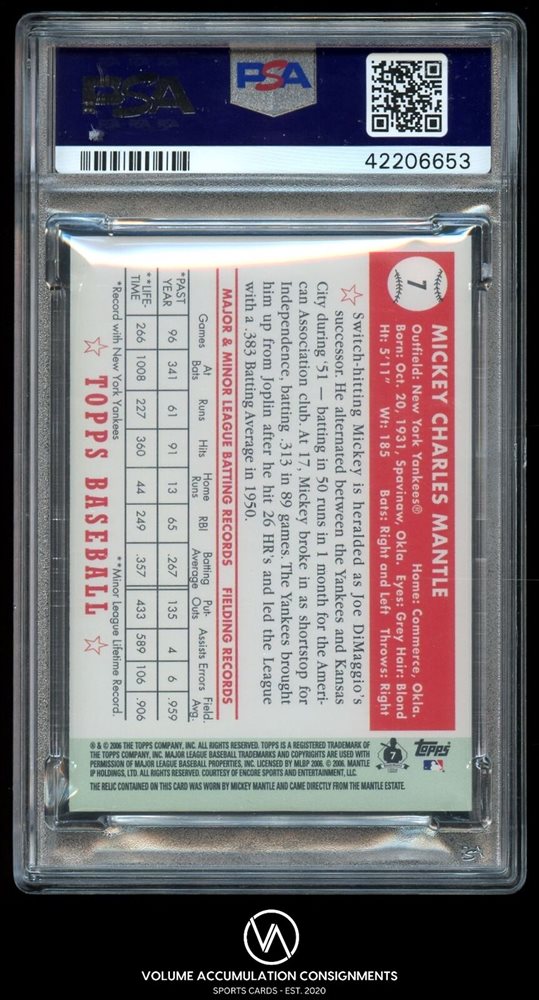 PSA
PSA
42206653
7
MICKEY CHARLES MANTLE
Outfield: New York Yankees® Home: Commerce, Okla.
Born: Oct. 20, 1931, Spavinaw, Okla. Eyes: Grey Hair: Blond
Ht: 5'11" Wt: 185 Bats: Right and Left Throws: Right
Switch-hitting Mickey is heralded as Joe DiMaggio's
successor. He alternated between the Yankees and Kansas
City during '51 — batting in 50 runs in 1 month for the Ameri-
can Association club. At 17, Mickey broke in as shortstop for
Independence, batting .313 in 89 games. The Yankees brought
him up from Joplin after he hit 26 HR's and led the League
with a .383 Batting Average in 1950.
MAJOR & MINOR LEAGUE BATTING RECORDS FIELDING RECORDS
Games At Bats Runs Hits Home Runs RBI Batting Average Put-Outs Assists Errors Field. Avg.
*PAST YEAR 96 341 61 91 13 65 .267 135 4 6 .959
**LIFE-TIME 266 1008 227 360 44 249 .357 433 589 106 .906
*Record with New York Yankees **Minor League Lifetime Record.
TOPPS BASEBALL
topps
7
® & © 2006 THE TOPPS COMPANY, INC. ALL RIGHTS RESERVED. TOPPS IS A REGISTERED TRADEMARK OF
THE TOPPS COMPANY, INC. MAJOR LEAGUE BASEBALL TRADEMARKS AND COPYRIGHTS ARE USED WITH
PERMISSION OF MAJOR LEAGUE BASEBALL PROPERTIES, INC. LICENSED BY MLBP 2006. © 2006. MANTLE
IP HOLDINGS, LTD. ALL RIGHTS RESERVED. COURTESY OF ENCORE SPORTS AND ENTERTAINMENT, LLC.
THE RELIC CONTAINED ON THIS CARD WAS WORN BY MICKEY MANTLE AND CAME DIRECTLY FROM THE MANTLE ESTATE.
PSA
VA
VOLUME ACCUMULATION CONSIGNMENTS
SPORTS CARDS - EST. 2020